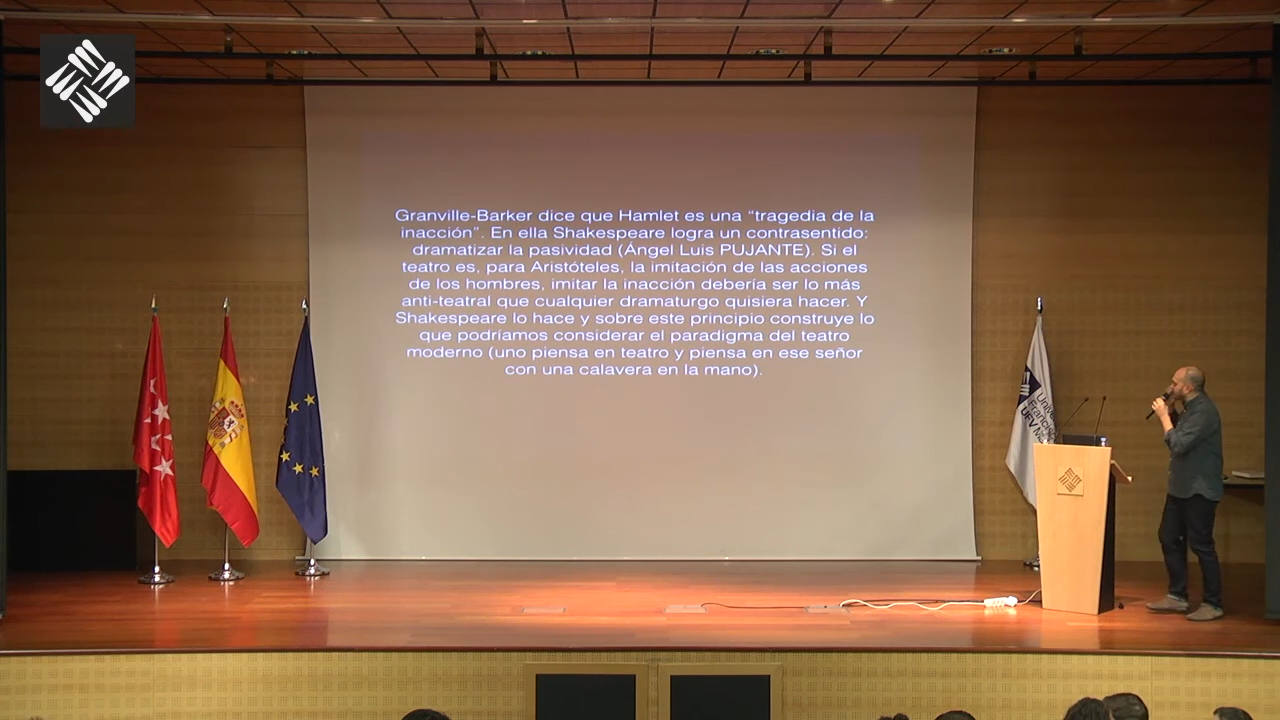 Granville-Barker dice que Hamlet es una “tragedia de la
inacción”. En ella Shakespeare logra un contrasentido:
dramatizar la pasividad (Ángel Luis PUJANTE). Si el
teatro es, para Aristóteles, la imitación de las acciones
de los hombres, imitar la inacción debería ser lo más
anti-teatral que cualquier dramaturgo quisiera hacer. Y
Shakespeare lo hace y sobre este principio construye lo
que podríamos considerar el paradigma del teatro
moderno (uno piensa en teatro y piensa en ese señor
con una calavera en la mano).
UFV